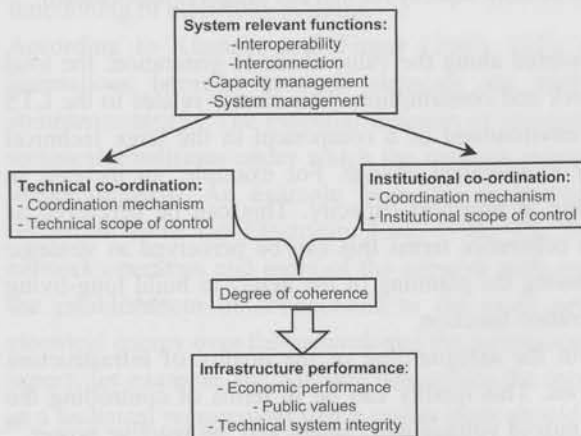 System relevant functions:
-Interoperability
-Interconnection
-Capacity management
-System management
Technical co-ordination:
- Coordination mechanism
- Technical scope of control
Institutional co-ordination:
- Coordination mechanism
- Institutional scope of control
Degree of coherence
Infrastructure performance:
- Economic performance
- Public values
- Technical system integrity